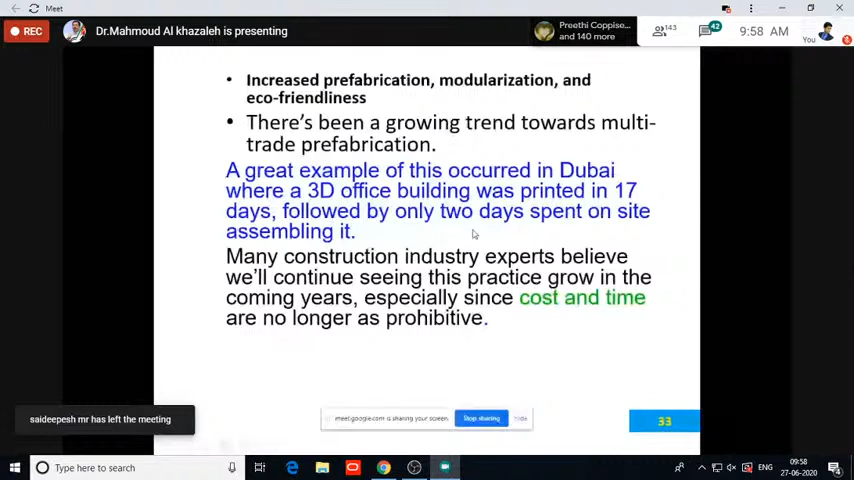 Meet
REC
Dr.Mahmoud Al khazaleh is presenting
Preethi Coppise...
and 140 more
143
42
9:58 AM
You
• Increased prefabrication, modularization, and
eco-friendliness
• There's been a growing trend towards multi-
trade prefabrication.
A great example of this occurred in Dubai
where a 3D office building was printed in 17
days, followed by only two days spent on site
assembling it.
Many construction industry experts believe
we'll continue seeing this practice grow in the
coming years, especially since cost and time
are no longer as prohibitive.
saideepesh mr has left the meeting
meet.google.com is sharing your screen.
Stop sharing
Hide
33
Type here to search
ENG
09:58
27-06-2020
4